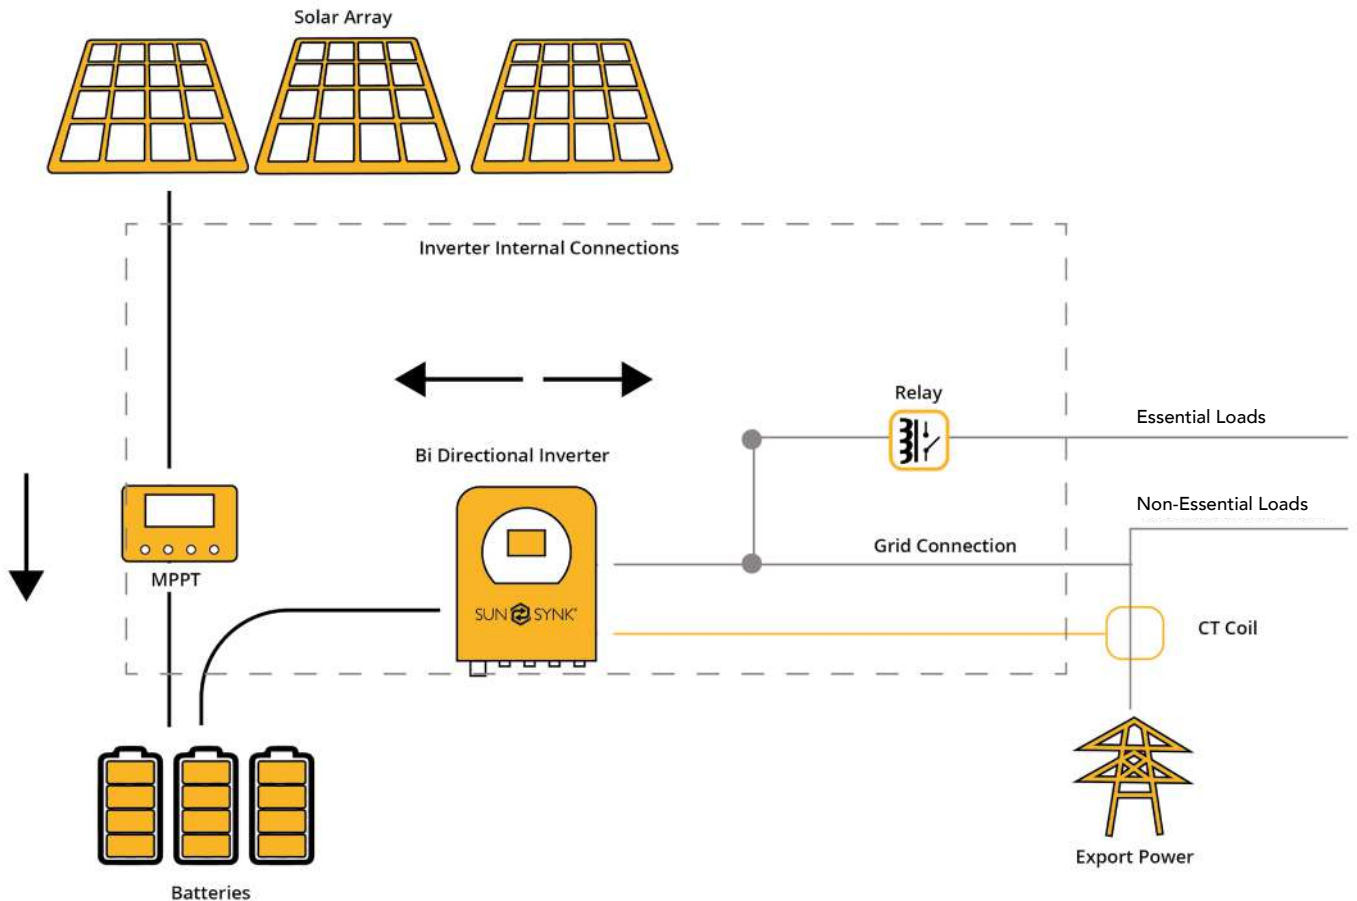 Solar Array
Inverter Internal Connections
Relay
Essential Loads
Bi Directional Inverter
Non-Essential Loads
Grid Connection
MPPT
SUN SYNK
CT Coil
Export Power
Batteries